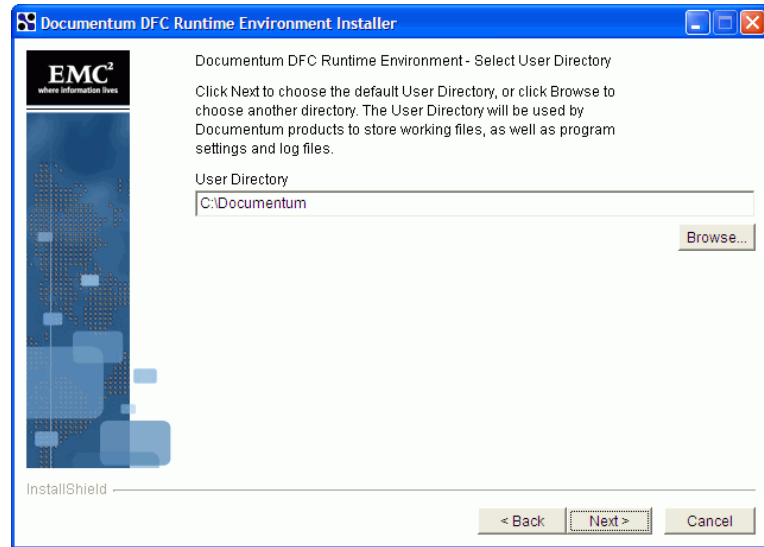 Documentum DFC Runtime Environment Installer
EMC²
where information lives
Documentum DFC Runtime Environment - Select User Directory
Click Next to choose the default User Directory, or click Browse to
choose another directory. The User Directory will be used by
Documentum products to store working files, as well as program
settings and log files.
User Directory
C:\Documentum
Browse...
InstallShield
< Back
Next >
Cancel